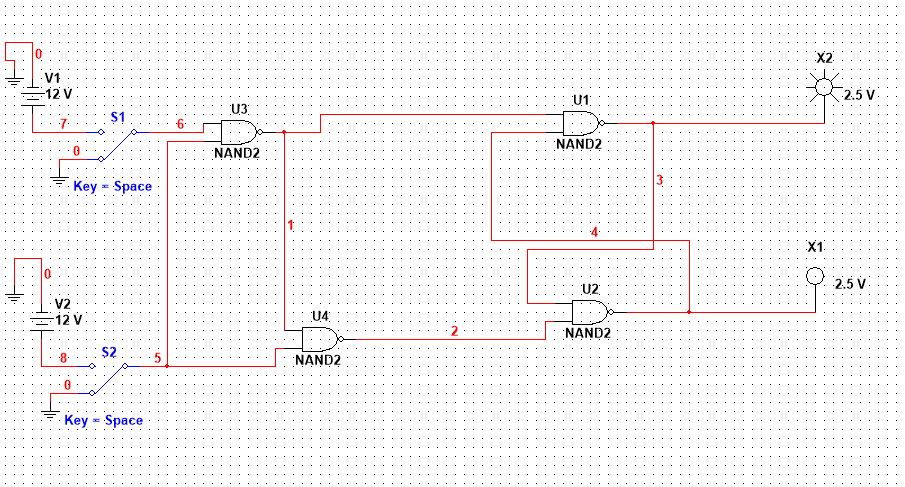 X2
0
V1
12 V
2.5 V
S1
U3
U1
7
6
0
NAND2
NAND2
Key = Space
3
1
4
X1
0
2.5 V
U2
V2
12 V
U4
2
NAND2
S2
8
5
NAND2
0
Key = Space